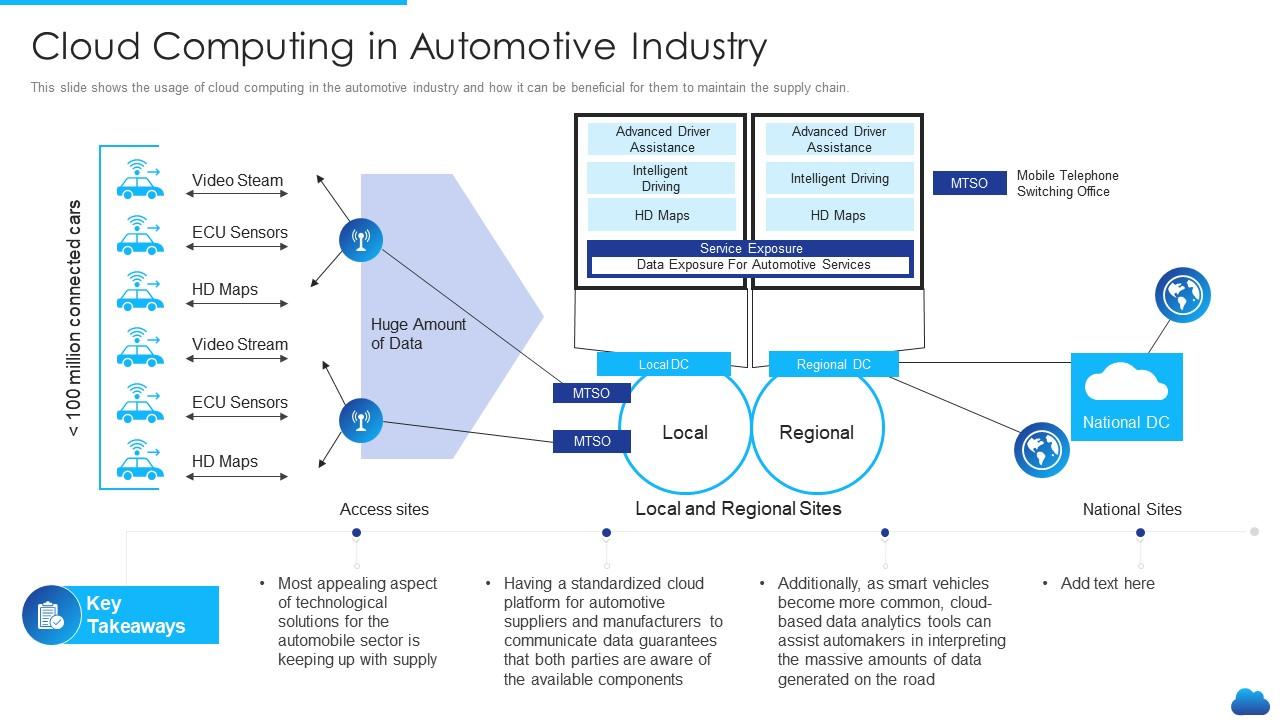 Cloud Computing in Automotive Industry
This slide shows the usage of cloud computing in the automotive industry and how it can be beneficial for them to maintain the supply chain.
< 100 million connected cars
Video Steam
ECU Sensors
HD Maps
Video Stream
ECU Sensors
HD Maps
Huge Amount
of Data
Advanced Driver
Assistance
Intelligent
Driving
HD Maps
Advanced Driver
Assistance
Intelligent Driving
HD Maps
Service Exposure
Data Exposure For Automotive Services
MTSO
Mobile Telephone
Switching Office
Local DC
Regional DC
MTSO
MTSO
Local
Regional
National DC
Access sites
Local and Regional Sites
National Sites
Key
Takeaways
• Most appealing aspect
of technological
solutions for the
automobile sector is
keeping up with supply
• Having a standardized cloud
platform for automotive
suppliers and manufacturers to
communicate data guarantees
that both parties are aware of
the available components
• Additionally, as smart vehicles
become more common, cloud-
based data analytics tools can
assist automakers in interpreting
the massive amounts of data
generated on the road
• Add text here